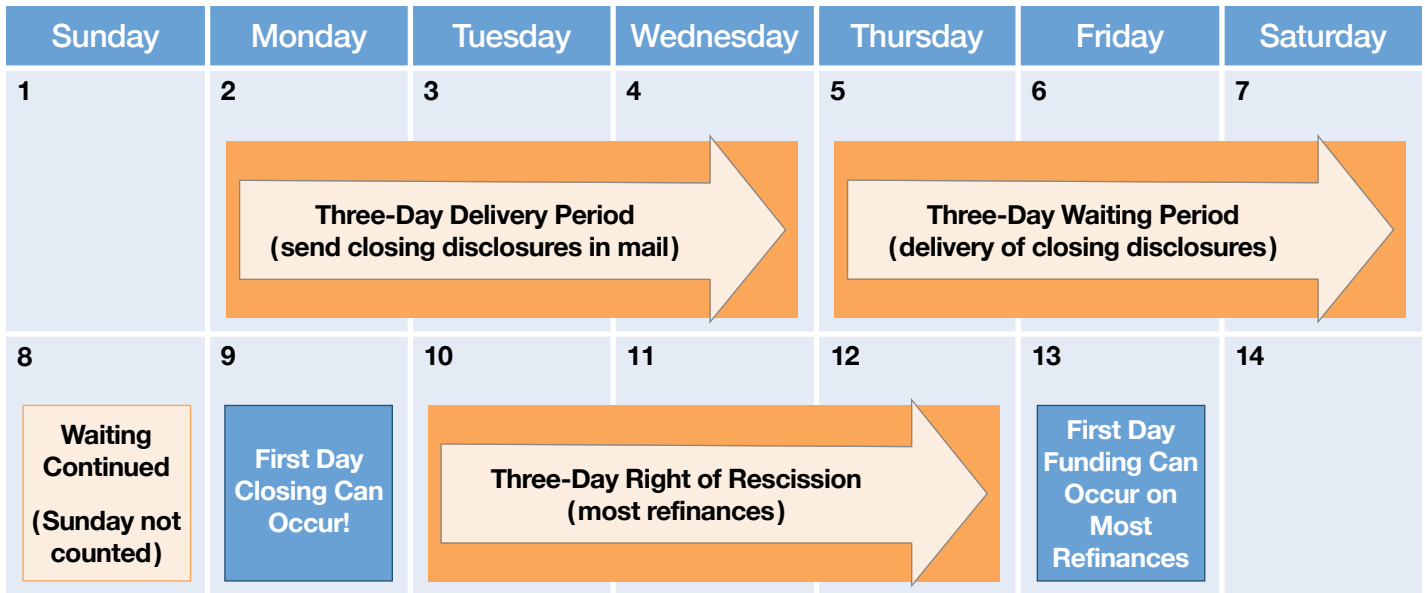 Sunday Monday Tuesday Wednesday Thursday Friday Saturday
1 2 3 4 5 6 7
Three-Day Delivery Period
(send closing disclosures in mail)
Three-Day Waiting Period
(delivery of closing disclosures)
8 9 10 11 12 13 14
Waiting
Continued
(Sunday not
counted)
First Day
Closing Can
Occur!
Three-Day Right of Rescission
(most refinances)
First Day
Funding Can
Occur on
Most
Refinances